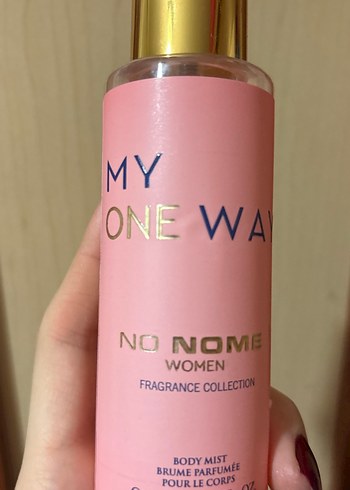 MY
ONE WAY
NO NOME
WOMEN
FRAGRANCE COLLECTION
BODY MIST
BRUME PARFUMÉE
POUR LE CORPS